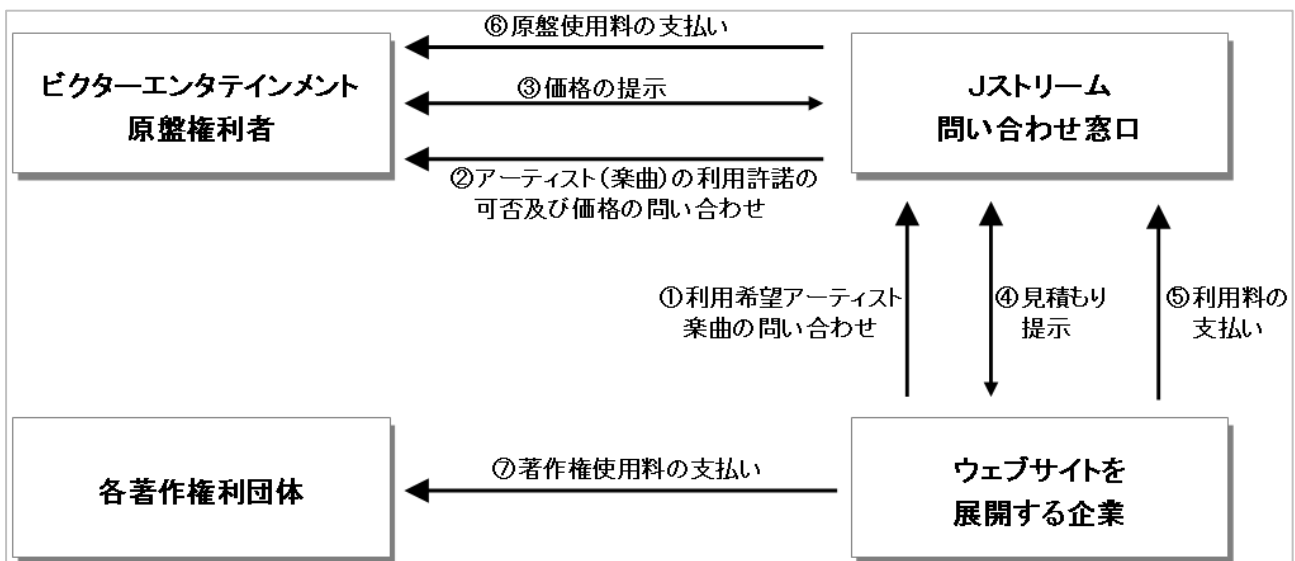 ⑥原盤使用料の支払い
ビクターエンタテインメント
原盤権利者
③価格の提示
Jストリーム
問い合わせ窓口
②アーティスト(楽曲)の利用許諾の
可否及び価格の問い合わせ
①利用希望アーティスト
楽曲の問い合わせ
④見積もり
提示
⑤利用料の
支払い
各著作権利団体
⑦著作権使用料の支払い
ウェブサイトを
展開する企業